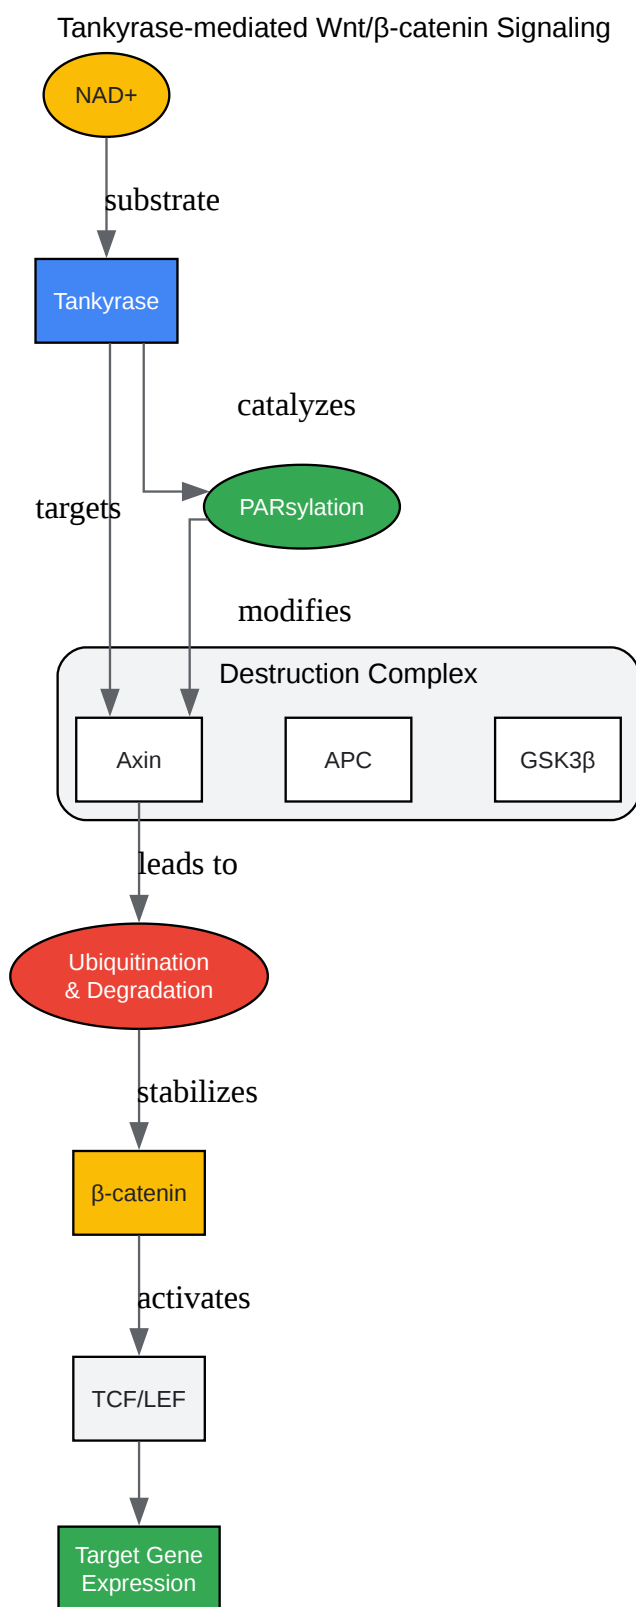 Tankyrase-mediated Wnt/β-catenin Signaling
NAD+
substrate
Tankyrase
catalyzes
targets
PARsylation
modifies
Destruction Complex
Axin
APC
GSK3β
leads to
Ubiquitination
& Degradation
stabilizes
β-catenin
activates
TCF/LEF
Target Gene
Expression